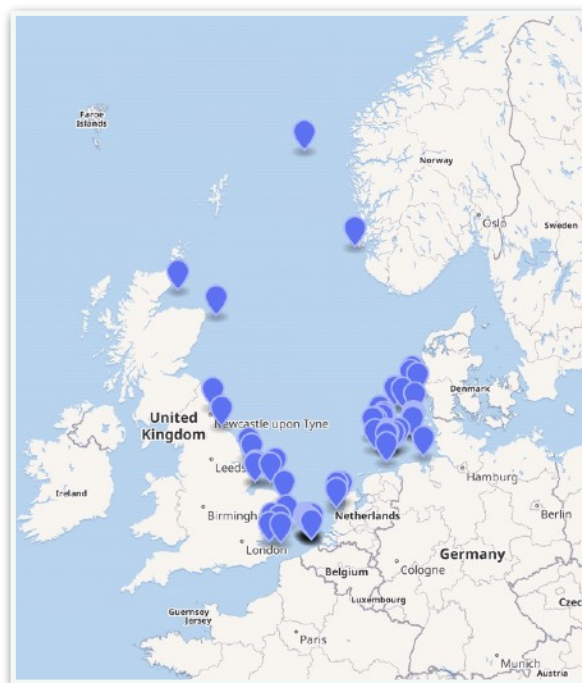 Faroe
Islands
Norway
Oslo
Sweden
Denmark
United
Kingdom
Newcastle upon Tyne
Leeds
Ireland
Hamburg
Birmingh
Netherlands
Berlin
London
Germany
Belgium
Cologne
Luxembourg
Czec
Guernsey
Jersey
Paris
Munich
Austria